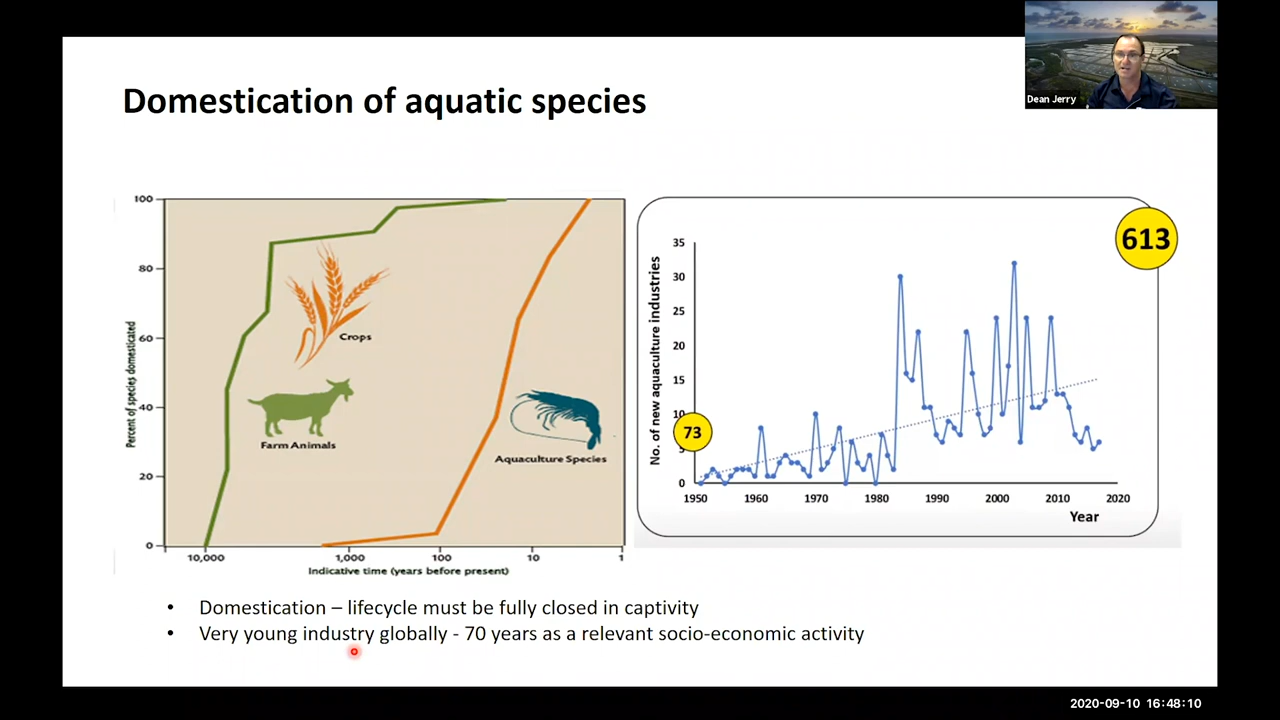 Dean Jerry
Domestication of aquatic species
100
80
60
40
20
0
Percent of species domesticated
Crops
Farm Animals
Aquaculture Species
10,000 1,000 100 10 1
Indicative time (years before present)
613
73
No. of new aquaculture industries
35
30
25
20
15
10
5
0
1950 1960 1970 1980 1990 2000 2010 2020
Year
• Domestication – lifecycle must be fully closed in captivity
• Very young industry globally - 70 years as a relevant socio-economic activity
2020-09-10 16:48:10